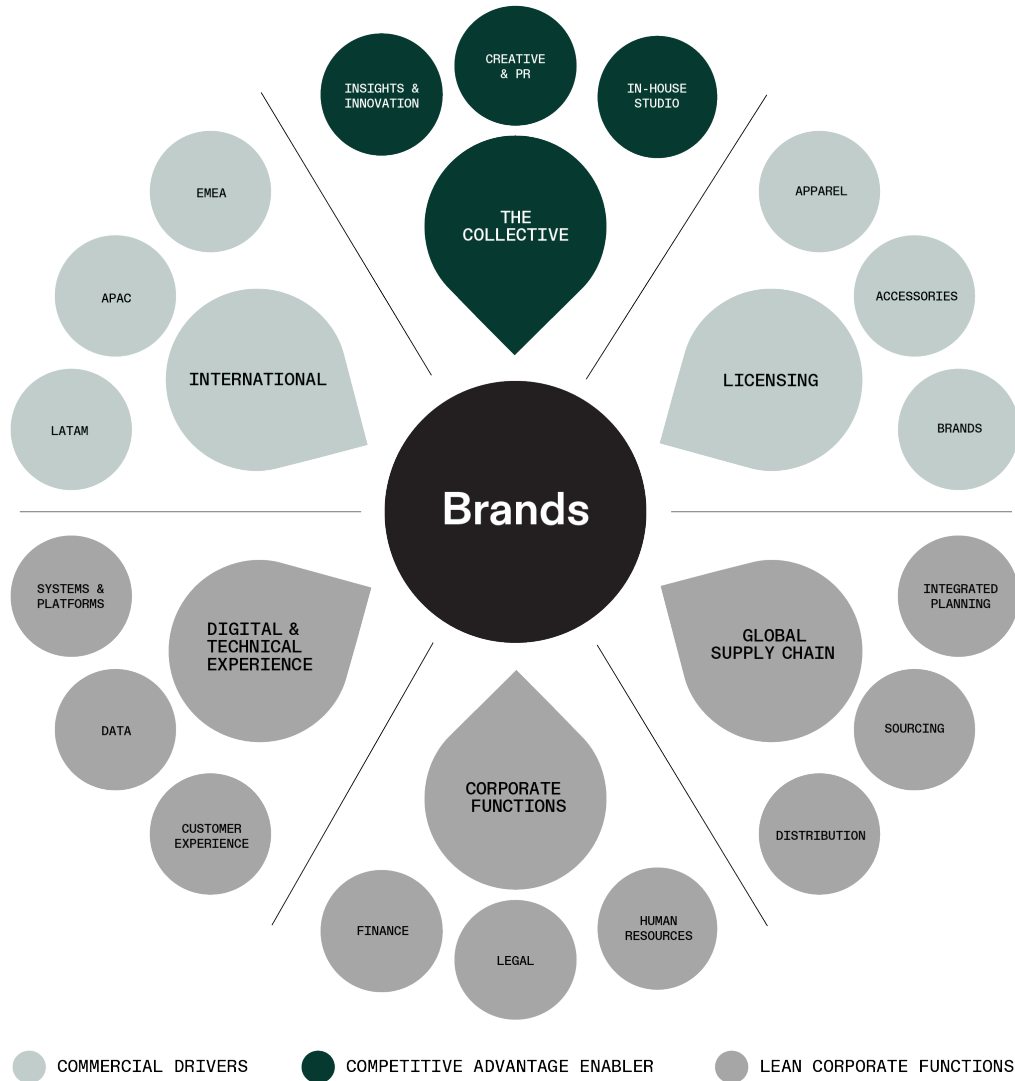 CREATIVE
& PR
INSIGHTS &
INNOVATION
IN-HOUSE
STUDIO
THE
COLLECTIVE
EMEA
APAC
LATAM
INTERNATIONAL
APPAREL
ACCESSORIES
BRANDS
LICENSING
Brands
SYSTEMS &
PLATFORMS
DATA
CUSTOMER
EXPERIENCE
DIGITAL &
TECHNICAL
EXPERIENCE
GLOBAL
SUPPLY CHAIN
INTEGRATED
PLANNING
SOURCING
DISTRIBUTION
CORPORATE
FUNCTIONS
FINANCE
LEGAL
HUMAN
RESOURCES
COMMERCIAL DRIVERS
COMPETITIVE ADVANTAGE ENABLER
LEAN CORPORATE FUNCTIONS